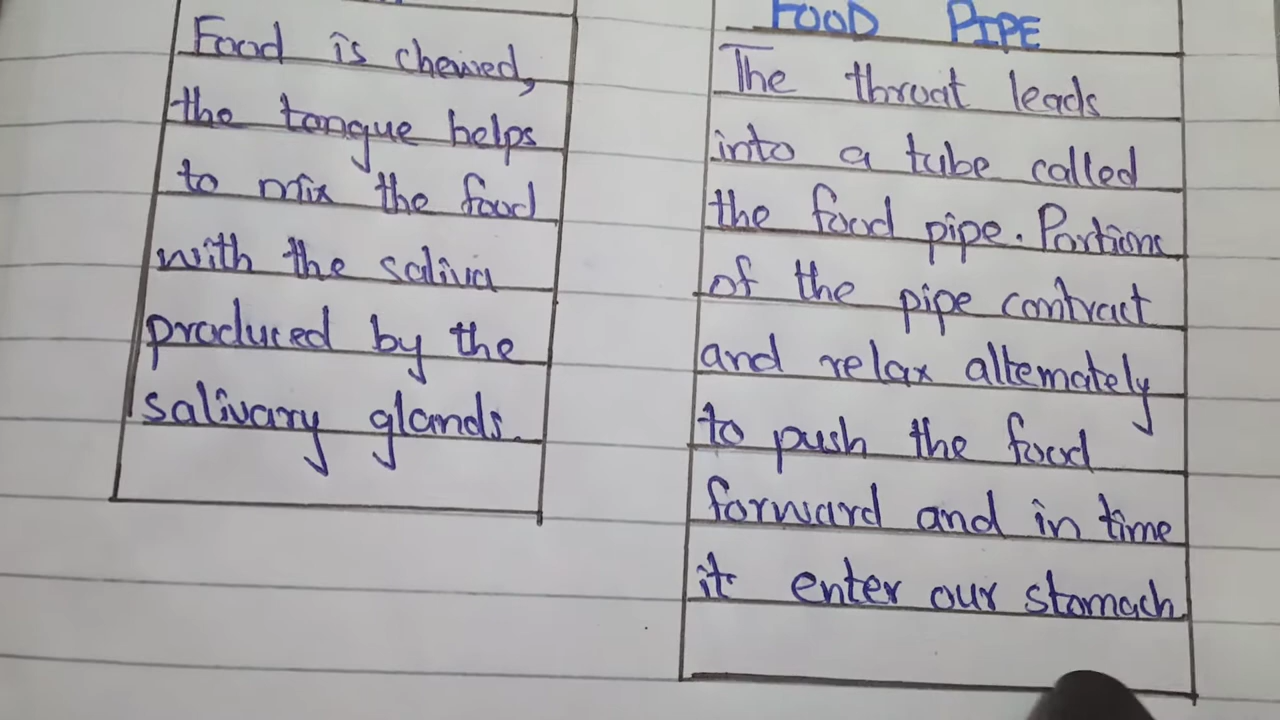 Food is chewed,
the tongue helps
to mix the food
with the saliva
produced by the
salivary glands.
FOOD PIPE
The throat leads
into a tube called
the food pipe. Portions
of the pipe contract
and relax alternately
to push the food
forward and in time
it enter our stomach